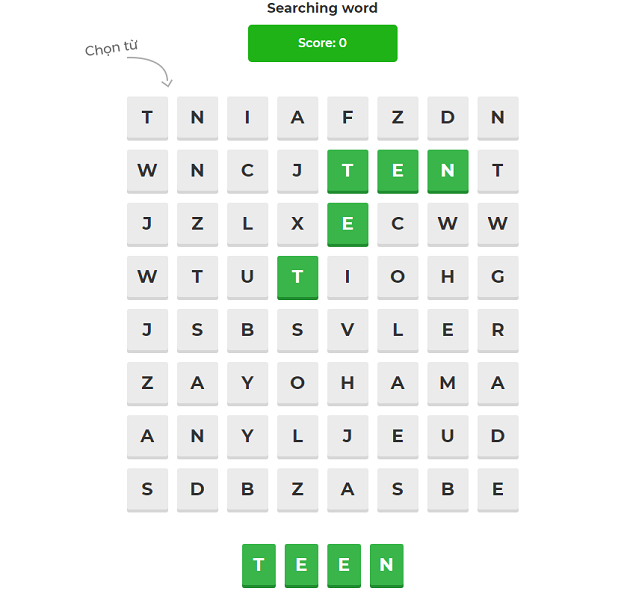 Searching word
Score: 0
Chọn từ
T N I A F Z D N
W N C J T E N T
J Z L X E C W W
W T U T I O H G
J S B S V L E R
Z A Y O H A M A
A N Y L J E U D
S D B Z A S B E
T E E N